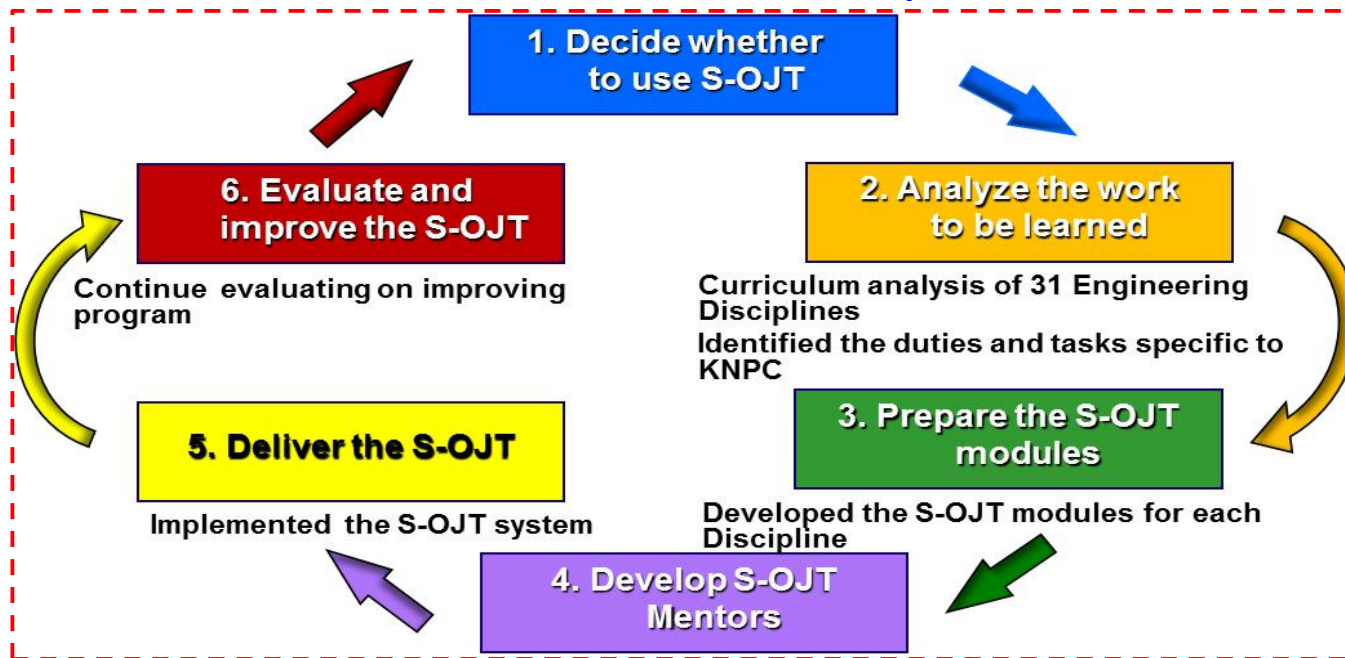 1. Decide whether
to use S-OJT
2. Analyze the work
to be learned
Curriculum analysis of 31 Engineering
Disciplines
Identified the duties and tasks specific to
KNPC
3. Prepare the S-OJT
modules
Developed the S-OJT modules for each
Discipline
4. Develop S-OJT
Mentors
5. Deliver the S-OJT
Implemented the S-OJT system
6. Evaluate and
improve the S-OJT
Continue evaluating on improving
program